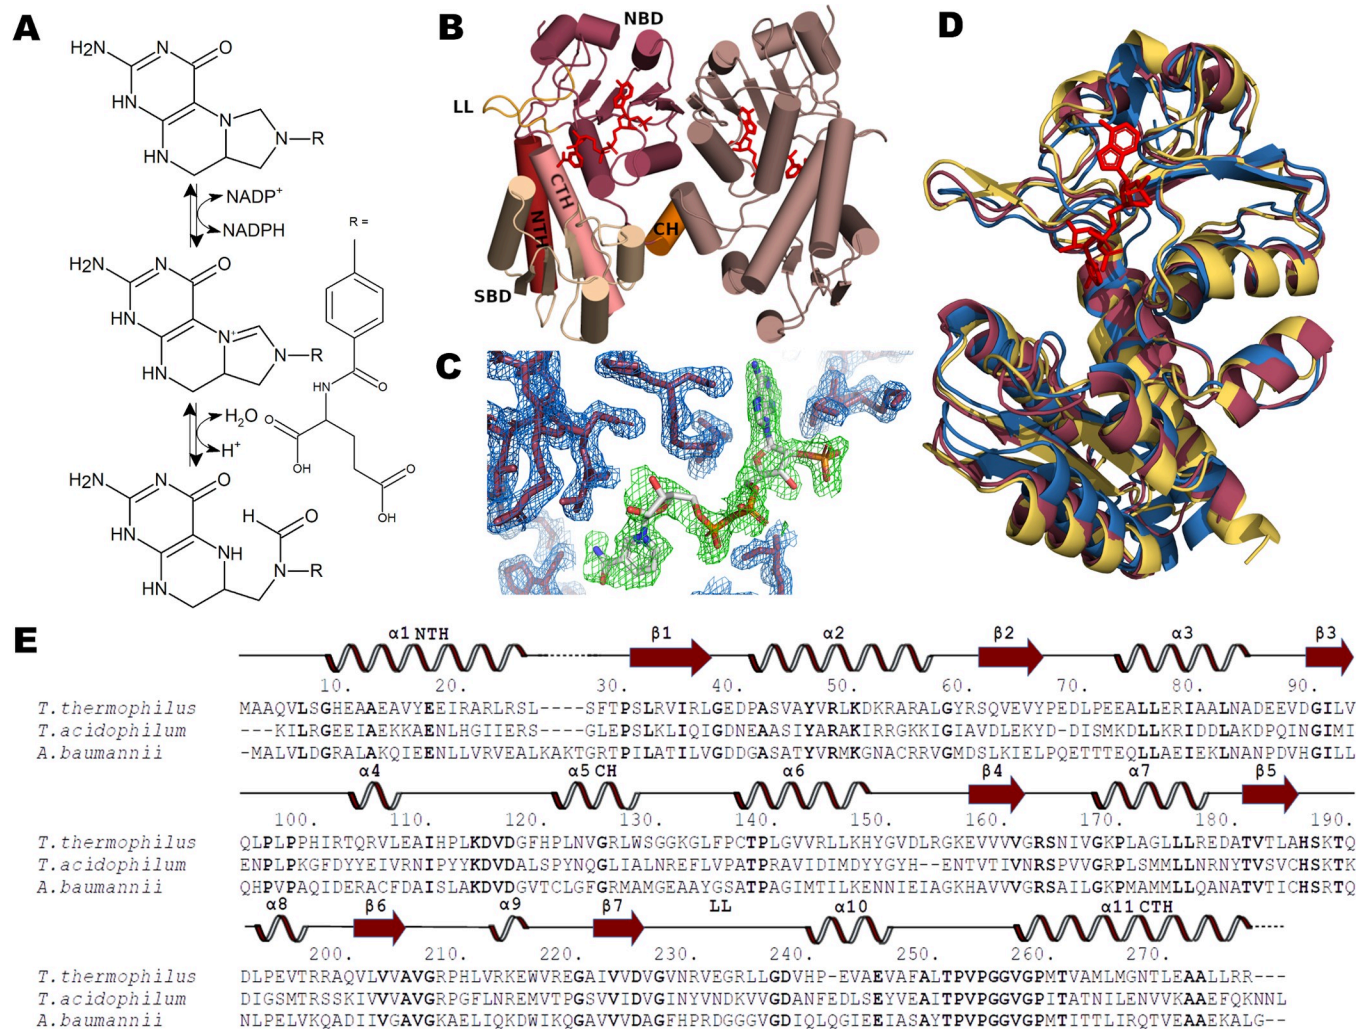 A
H2N
N
O
HN
N
N
R
HN
NADP+
NADPH
R =
H2N
N
O
HN
N+
N
R
HN
O
HN
H2O
H+
O
OH
O
OH
H2N
N
O
H
O
HN
NH
N
R
HN
B
NBD
LL
CTH
NTH
CH
SBD
C
D
E
α1 NTH β1 α2 β2 α3 β3
10. 20. 30. 40. 50. 60. 70. 80. 90.
T.thermophilus MAAQVLSGHEAAEAVYEEIRARLRSL----SFTPSLRVIRLGEDPASVAYVRLKDKRARALGYRSQVEVYPEDLPEEALLERIAALNADEEVDGILV
T.acidophilum ---KILRGEEIAEKKAENLHGIIERS----GLEPSLKLIQIGDNEAASIYARAKIRRGKKIGIAVDLEKYD-DISMKDLLKRIDDLAKDPQINGIMI
A.baumannii -MALVLDGRALAKQIEENLLVRVEALKAKTGRTPILATILVGDDGASATYVRMKGNACRRVGMDSLKIELPQETTTEQLLAEIEKLNANPDVHGILL
α4 α5 CH α6 β4 α7 β5
100. 110. 120. 130. 140. 150. 160. 170. 180. 190.
T.thermophilus QLPLPPHIRTQRVLEAIHPLKDVDGFHPLNVGRLWSGGKGLFPCTPLGVVRLLKHYGVDLRGKEVVVVGRSNIVGKPLAGLLLREDATVTLAHSKTQ
T.acidophilum ENPLPKGFDYYEIVRNIPYYKDVDALSPYNQGLIALNREFLVPATPRAVIDIMDYYGYH--ENTVTIVNRSPVVGRPLSMMLLNRNYTVSVCHSKTK
A.baumannii QHPVPAQIDERACFDAISLAKDVDGVTCLGFGRMAMGEAAYGSATPAGIMTILKENNIEIAGKHAVVVGRSAILGKPMAMMLLQANATVTICHSRTQ
α8 β6 α9 β7 LL α10 α11 CTH
200. 210. 220. 230. 240. 250. 260. 270.
T.thermophilus DLPEVTRRAQVLVVAVGRPHLVRKEWVREGAIVVDVGVNRVEGRLLGDVHP-EVAEVAFALTPVPGGVGPMTVAMLMGNTLEAALLRR---
T.acidophilum DIGSMTRSSKIVVVAVGRPGFLNREMVTPGSVVIDVGINYVNDKVVGDANFEDLSEYVEAITPVPGGVGPITATNILENVVKAAEFQKNNL
A.baumannii NLPELVKQADIIVGAVGKAELIQKDWIKQGAVVVDAGFHPRDGGGVGDIQLQGIEEIASAYTPVPGGVGPMTITTLIRQTVEAAEKALG--